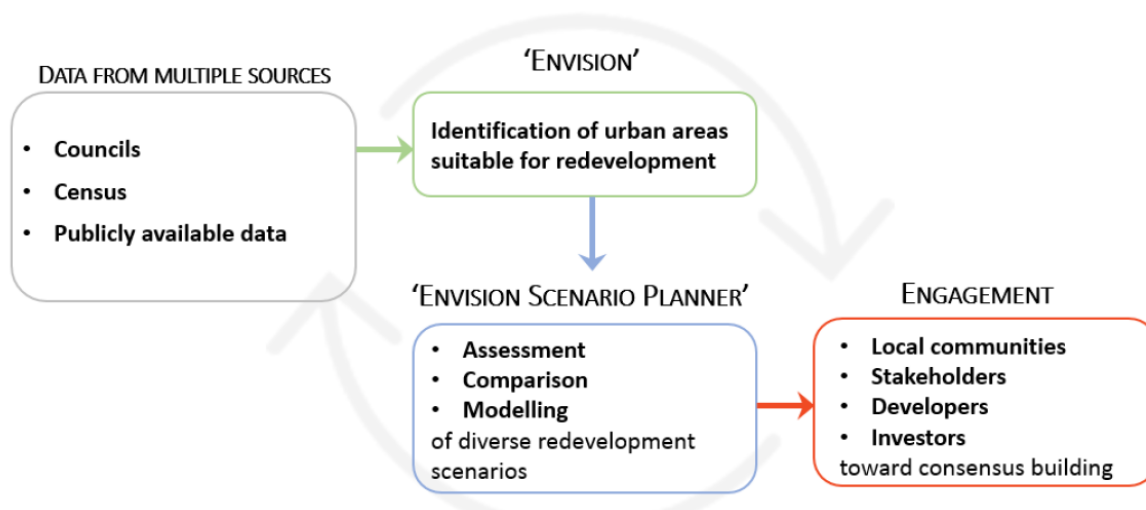 DATA FROM MULTIPLE SOURCES
• Councils
• Census
• Publicly available data
‘ENVISION’
Identification of urban areas
suitable for redevelopment
‘ENVISION SCENARIO PLANNER’
• Assessment
• Comparison
• Modelling
of diverse redevelopment
scenarios
ENGAGEMENT
• Local communities
• Stakeholders
• Developers
• Investors
toward consensus building